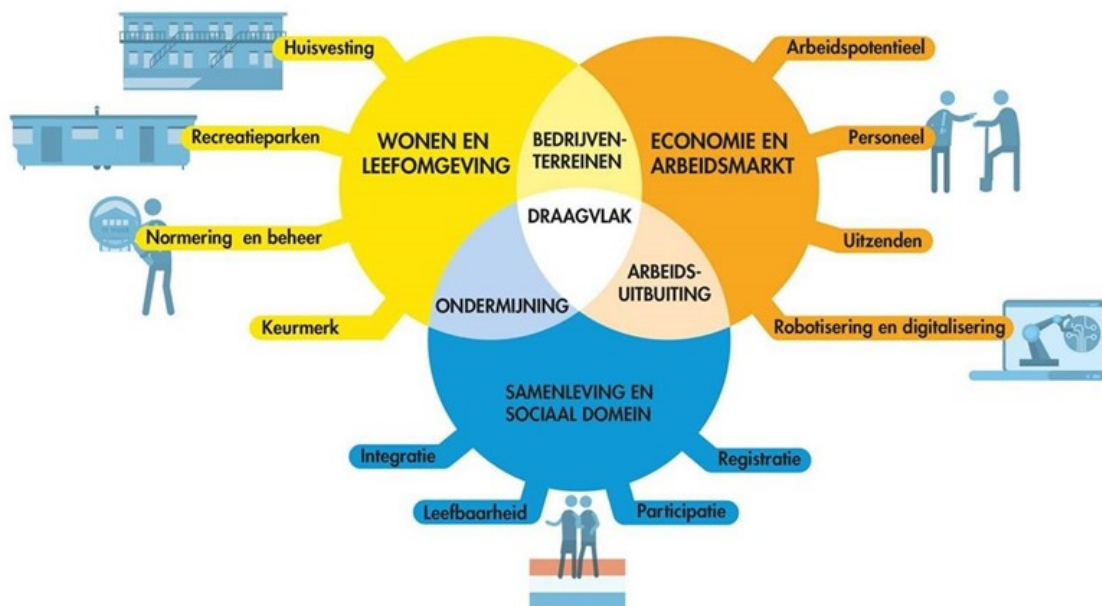 Huisvesting
Recreatieparken
Normering en beheer
Keurmerk
WONEN EN
LEEFOMGEVING
BEDRIJVEN-
TERREINEN
ECONOMIE EN
ARBEIDSMARKT
Arbeidspotentieel
Personeel
Uitzenden
Robotisering en digitalisering
DRAAGVLAK
ONDERMIJNING
ARBEIDS-
UITBUITING
SAMENLEVING EN
SOCIAAL DOMEIN
Integratie
Leefbaarheid
Participatie
Registratie